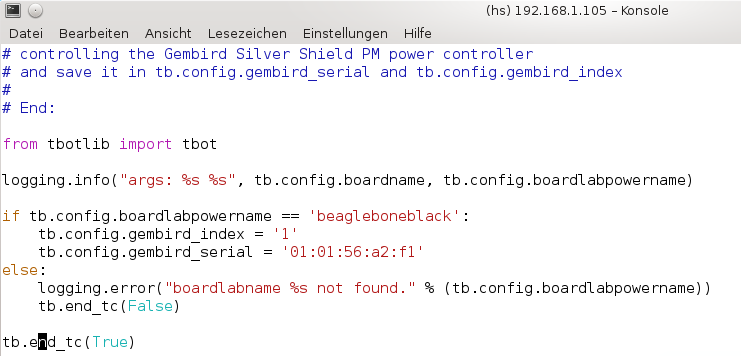 (hs) 192.168.1.105 – Konsole
Datei Bearbeiten Ansicht Lesezeichen Einstellungen Hilfe
# controlling the Gembird Silver Shield PM power controller
# and save it in tb.config.gembird_serial and tb.config.gembird_index
#
# End:

from tbotlib import tbot

logging.info("args: %s %s", tb.config.boardname, tb.config.boardlabpowername)

if tb.config.boardlabpowername == 'beagleboneblack':
    tb.config.gembird_index = '1'
    tb.config.gembird_serial = '01:01:56:a2:f1'
else:
    logging.error("boardlabname %s not found." % (tb.config.boardlabpowername))
    tb.end_tc(False)

tb.end_tc(True)